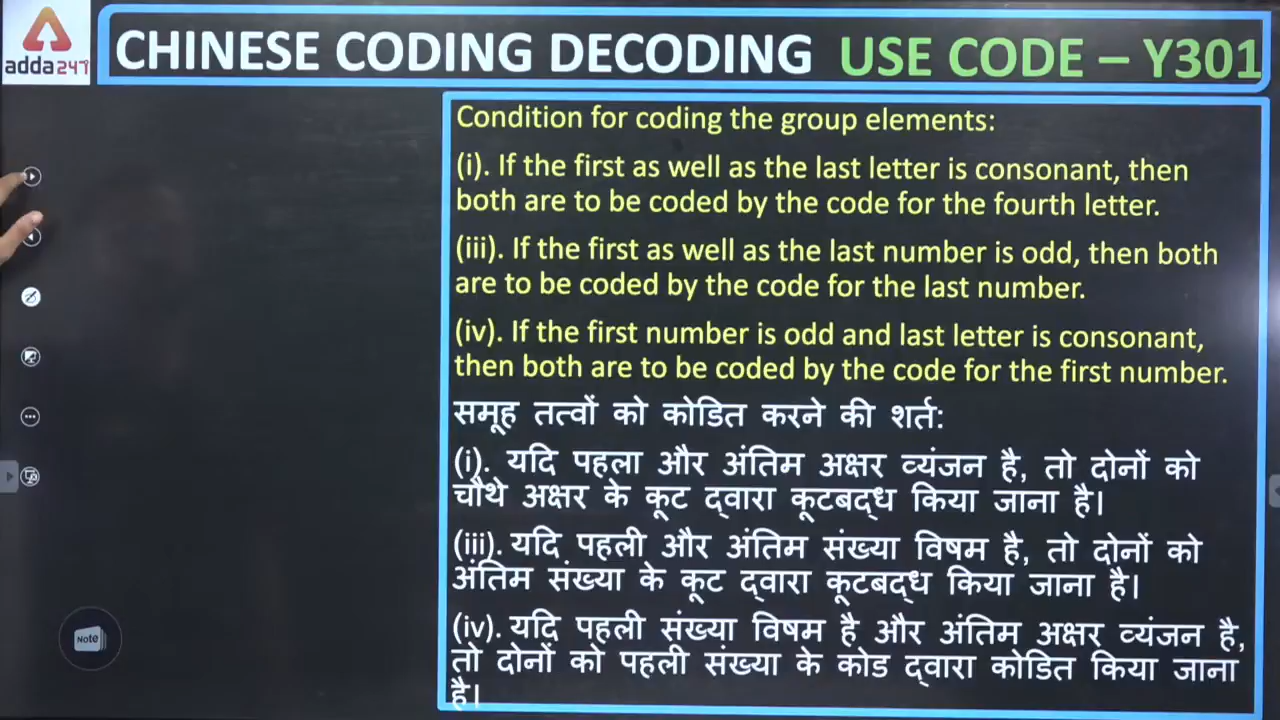 adda247
CHINESE CODING DECODING USE CODE – Y301
Condition for coding the group elements:
(i). If the first as well as the last letter is consonant, then
both are to be coded by the code for the fourth letter.
(iii). If the first as well as the last number is odd, then both
are to be coded by the code for the last number.
(iv). If the first number is odd and last letter is consonant,
then both are to be coded by the code for the first number.
समूह तत्वों को कोडित करने की शर्त:
(i). यदि पहला और अंतिम अक्षर व्यंजन है, तो दोनों को
चौथे अक्षर के कूट द्वारा कूटबद्ध किया जाना है।
(iii). यदि पहली और अंतिम संख्या विषम है, तो दोनों को
अंतिम संख्या के कूट द्वारा कूटबद्ध किया जाना है।
(iv). यदि पहली संख्या विषम है और अंतिम अक्षर व्यंजन है,
तो दोनों को पहली संख्या के कोड द्वारा कोडित किया जाना
है।
Note